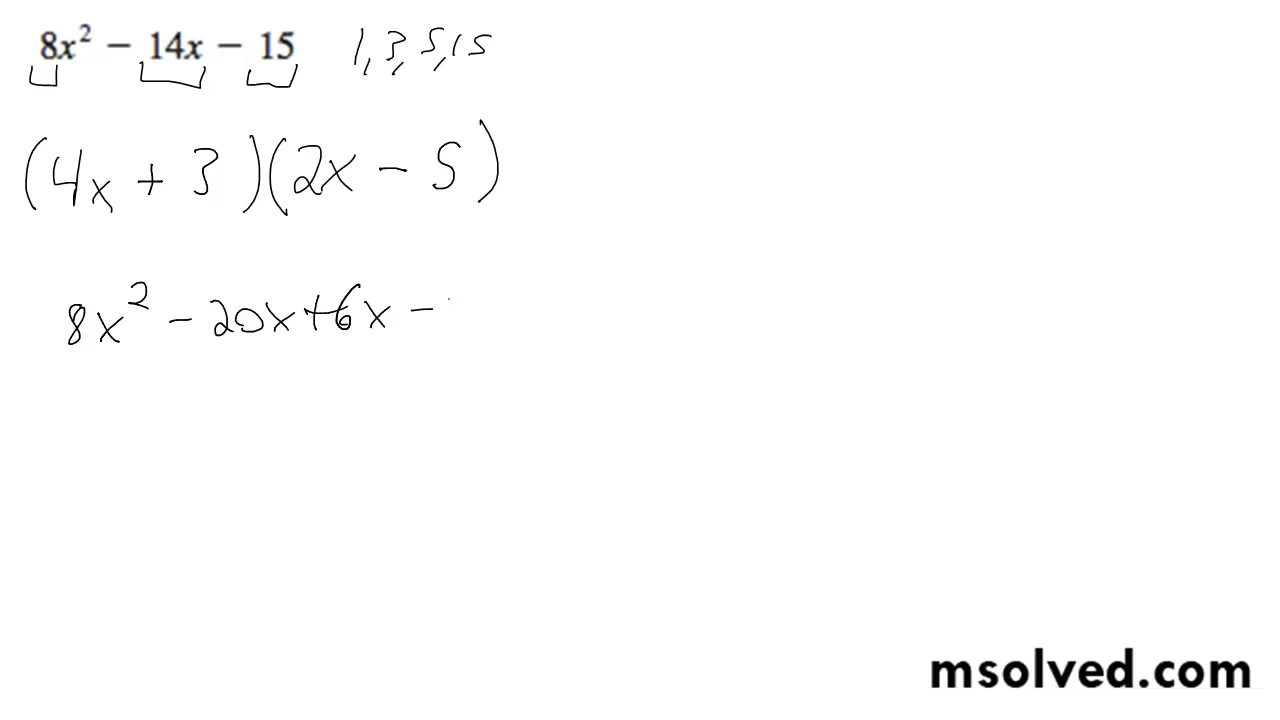 8x² − 14x − 15 1, 3, 5, 15
(4x + 3)(2x − 5)
8x² − 20x + 6x −
msolved.com